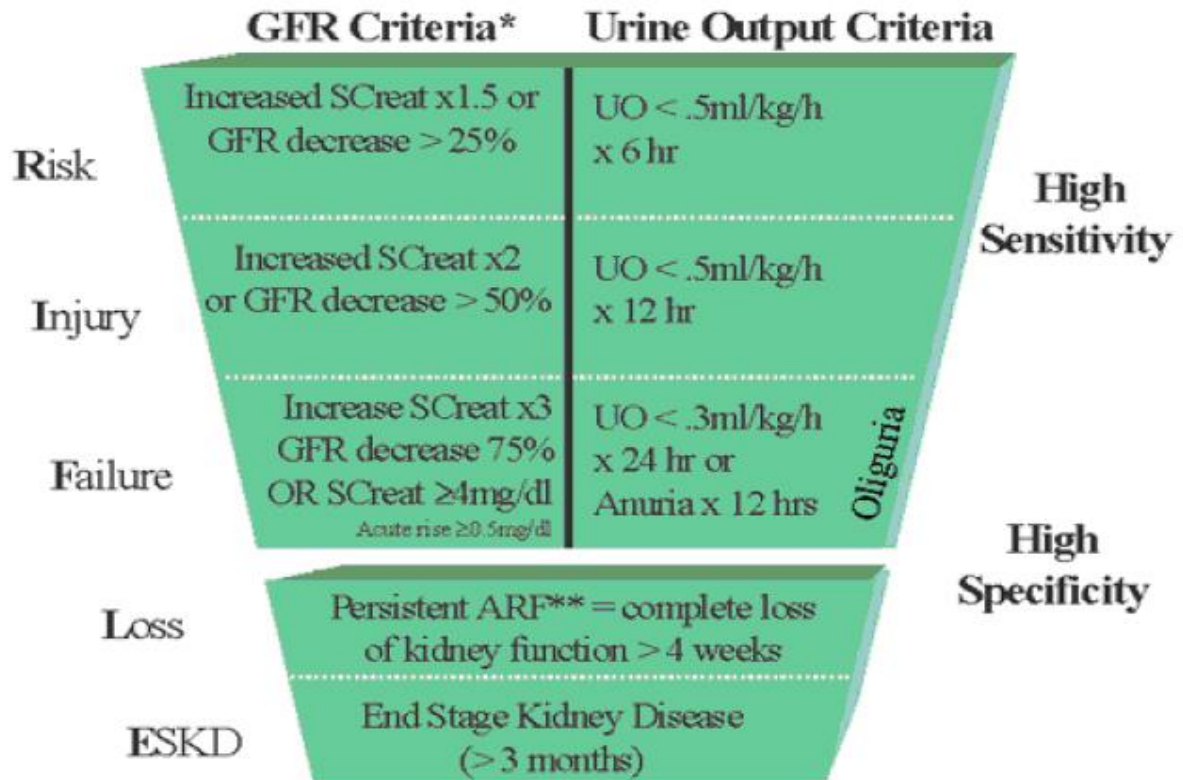 GFR Criteria*
Urine Output Criteria
Risk
Increased SCreat x1.5 or
GFR decrease > 25%
UO < .5ml/kg/h
x 6 hr
High
Sensitivity
Injury
Increased SCreat x2
or GFR decrease > 50%
UO < .5ml/kg/h
x 12 hr
Failure
Increase SCreat x3
GFR decrease 75%
OR SCreat ≥4mg/dl
Acute rise ≥0.5mg/dl
UO < .3ml/kg/h
x 24 hr or
Anuria x 12 hrs
Oliguria
High
Specificity
Loss
Persistent ARF** = complete loss
of kidney function > 4 weeks
ESKD
End Stage Kidney Disease
(> 3 months)